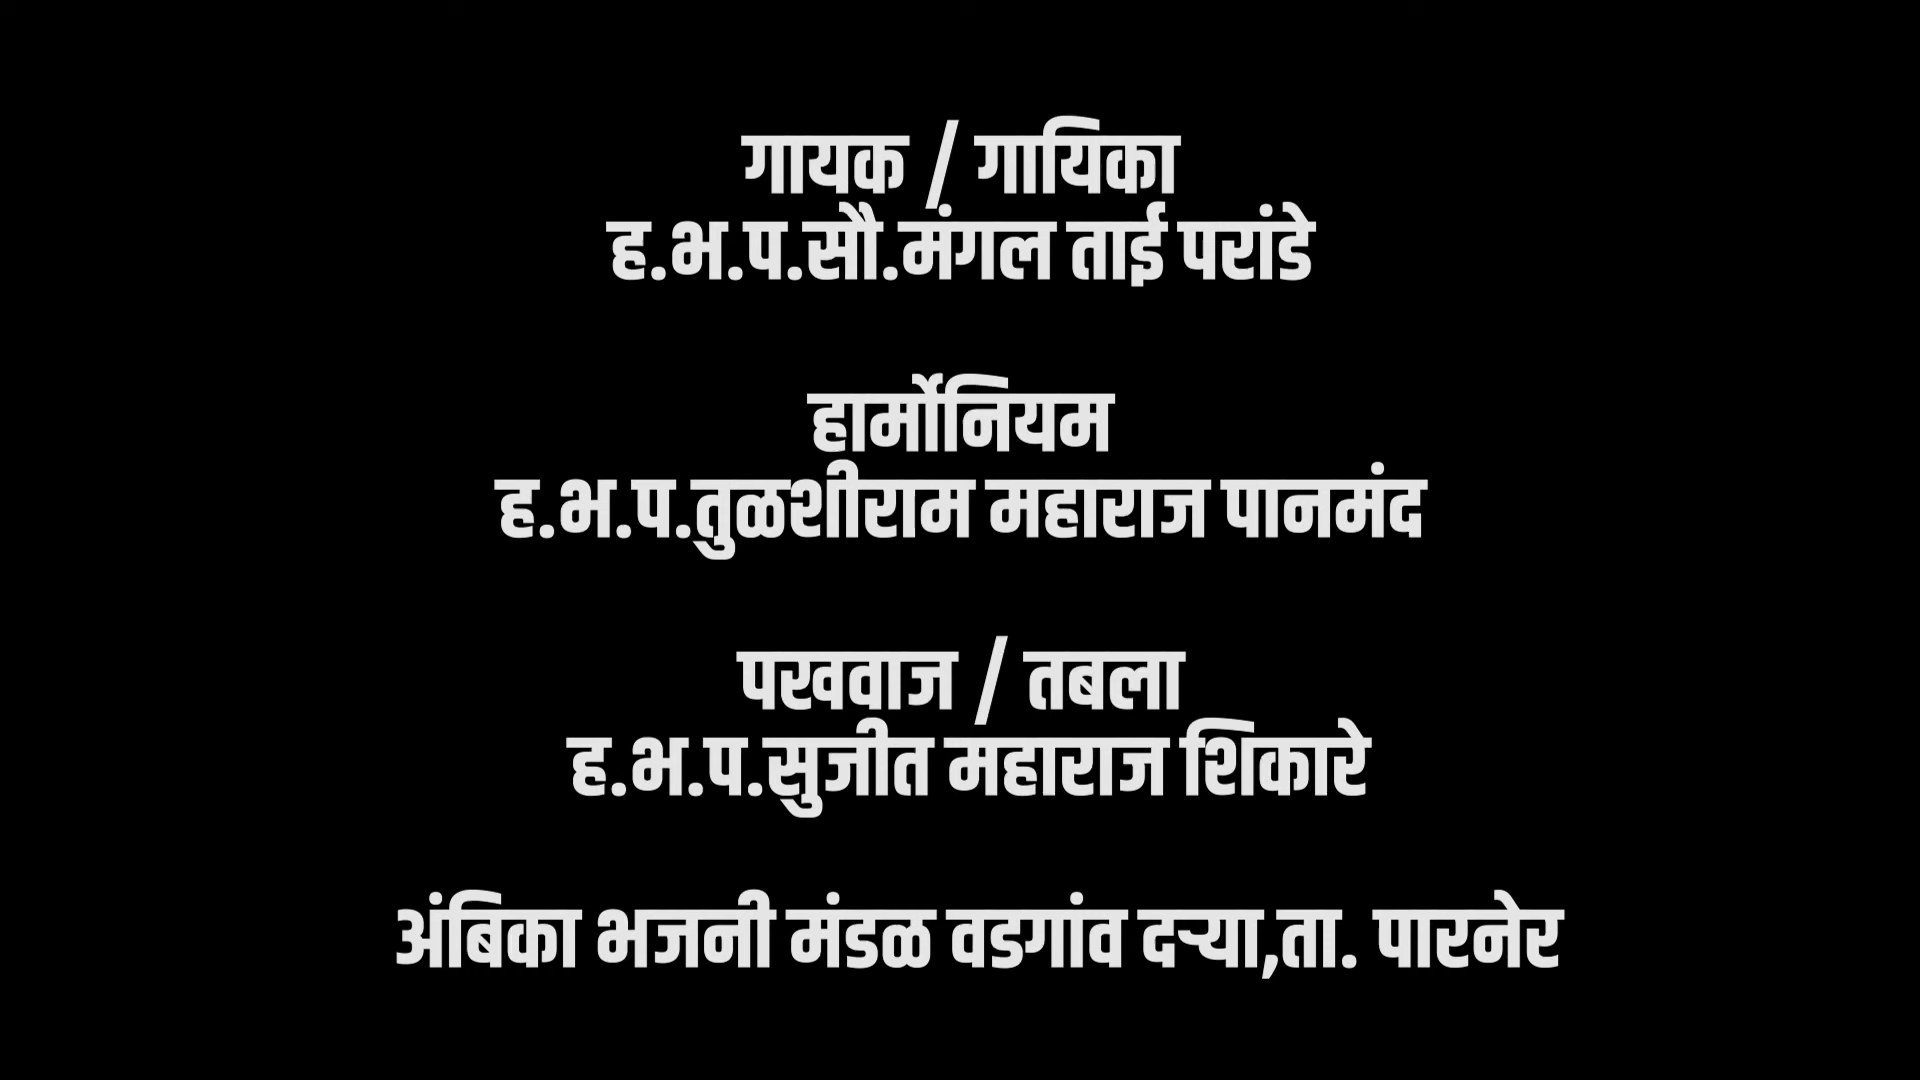 गायक / गायिका
ह.भ.प.सौ.मंगल ताई परांडे
हार्मोनियम
ह.भ.प.तुळशीराम महाराज पानमंद
पखवाज / तबला
ह.भ.प.सुजीत महाराज शिकारे
अंबिका भजनी मंडळ वडगांव दऱ्या,ता. पारनेर